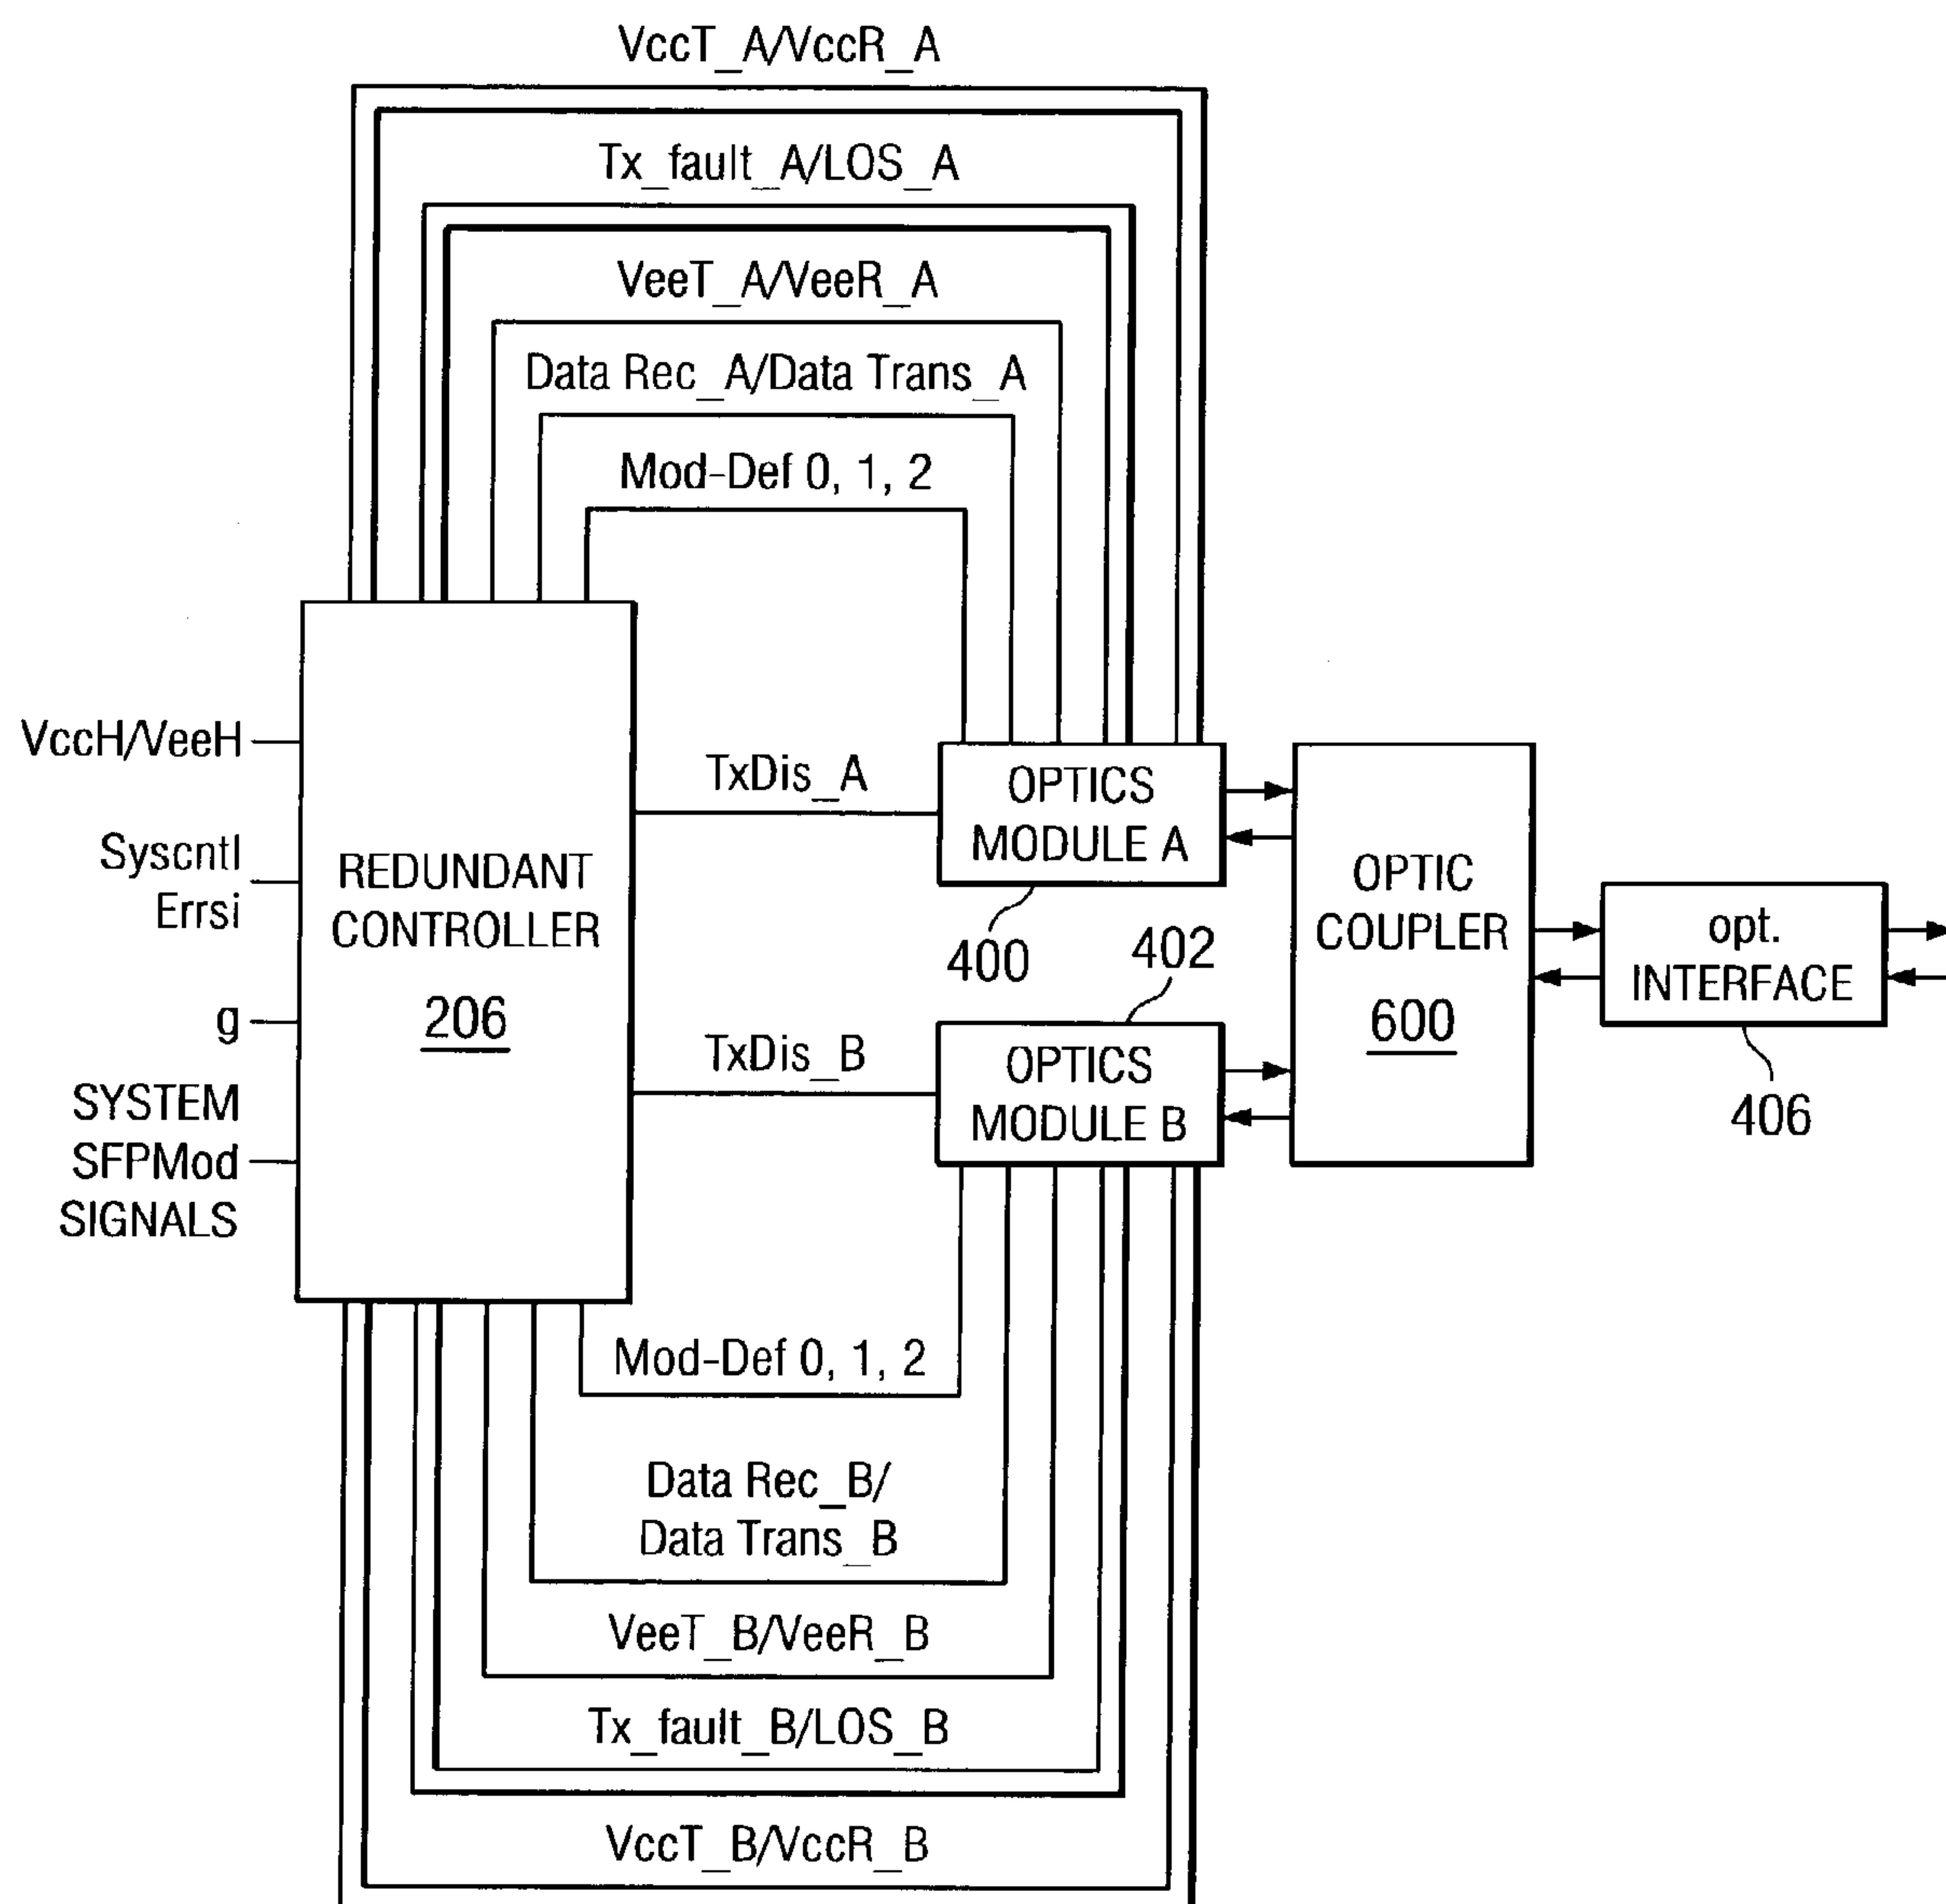 VccT_A/VccR_A
Tx_fault_A/LOS_A
VeeT_A/VeeR_A
Data Rec_A/Data Trans_A
Mod-Def 0, 1, 2
VccH/VeeH
Syscntl
Errsi
g
SYSTEM
SFPMod
SIGNALS
REDUNDANT
CONTROLLER
206
TxDis_A
TxDis_B
OPTICS
MODULE A
400
402
OPTICS
MODULE B
OPTIC
COUPLER
600
opt.
INTERFACE
406
Mod-Def 0, 1, 2
Data Rec_B/
Data Trans_B
VeeT_B/VeeR_B
Tx_fault_B/LOS_B
VccT_B/VccR_B